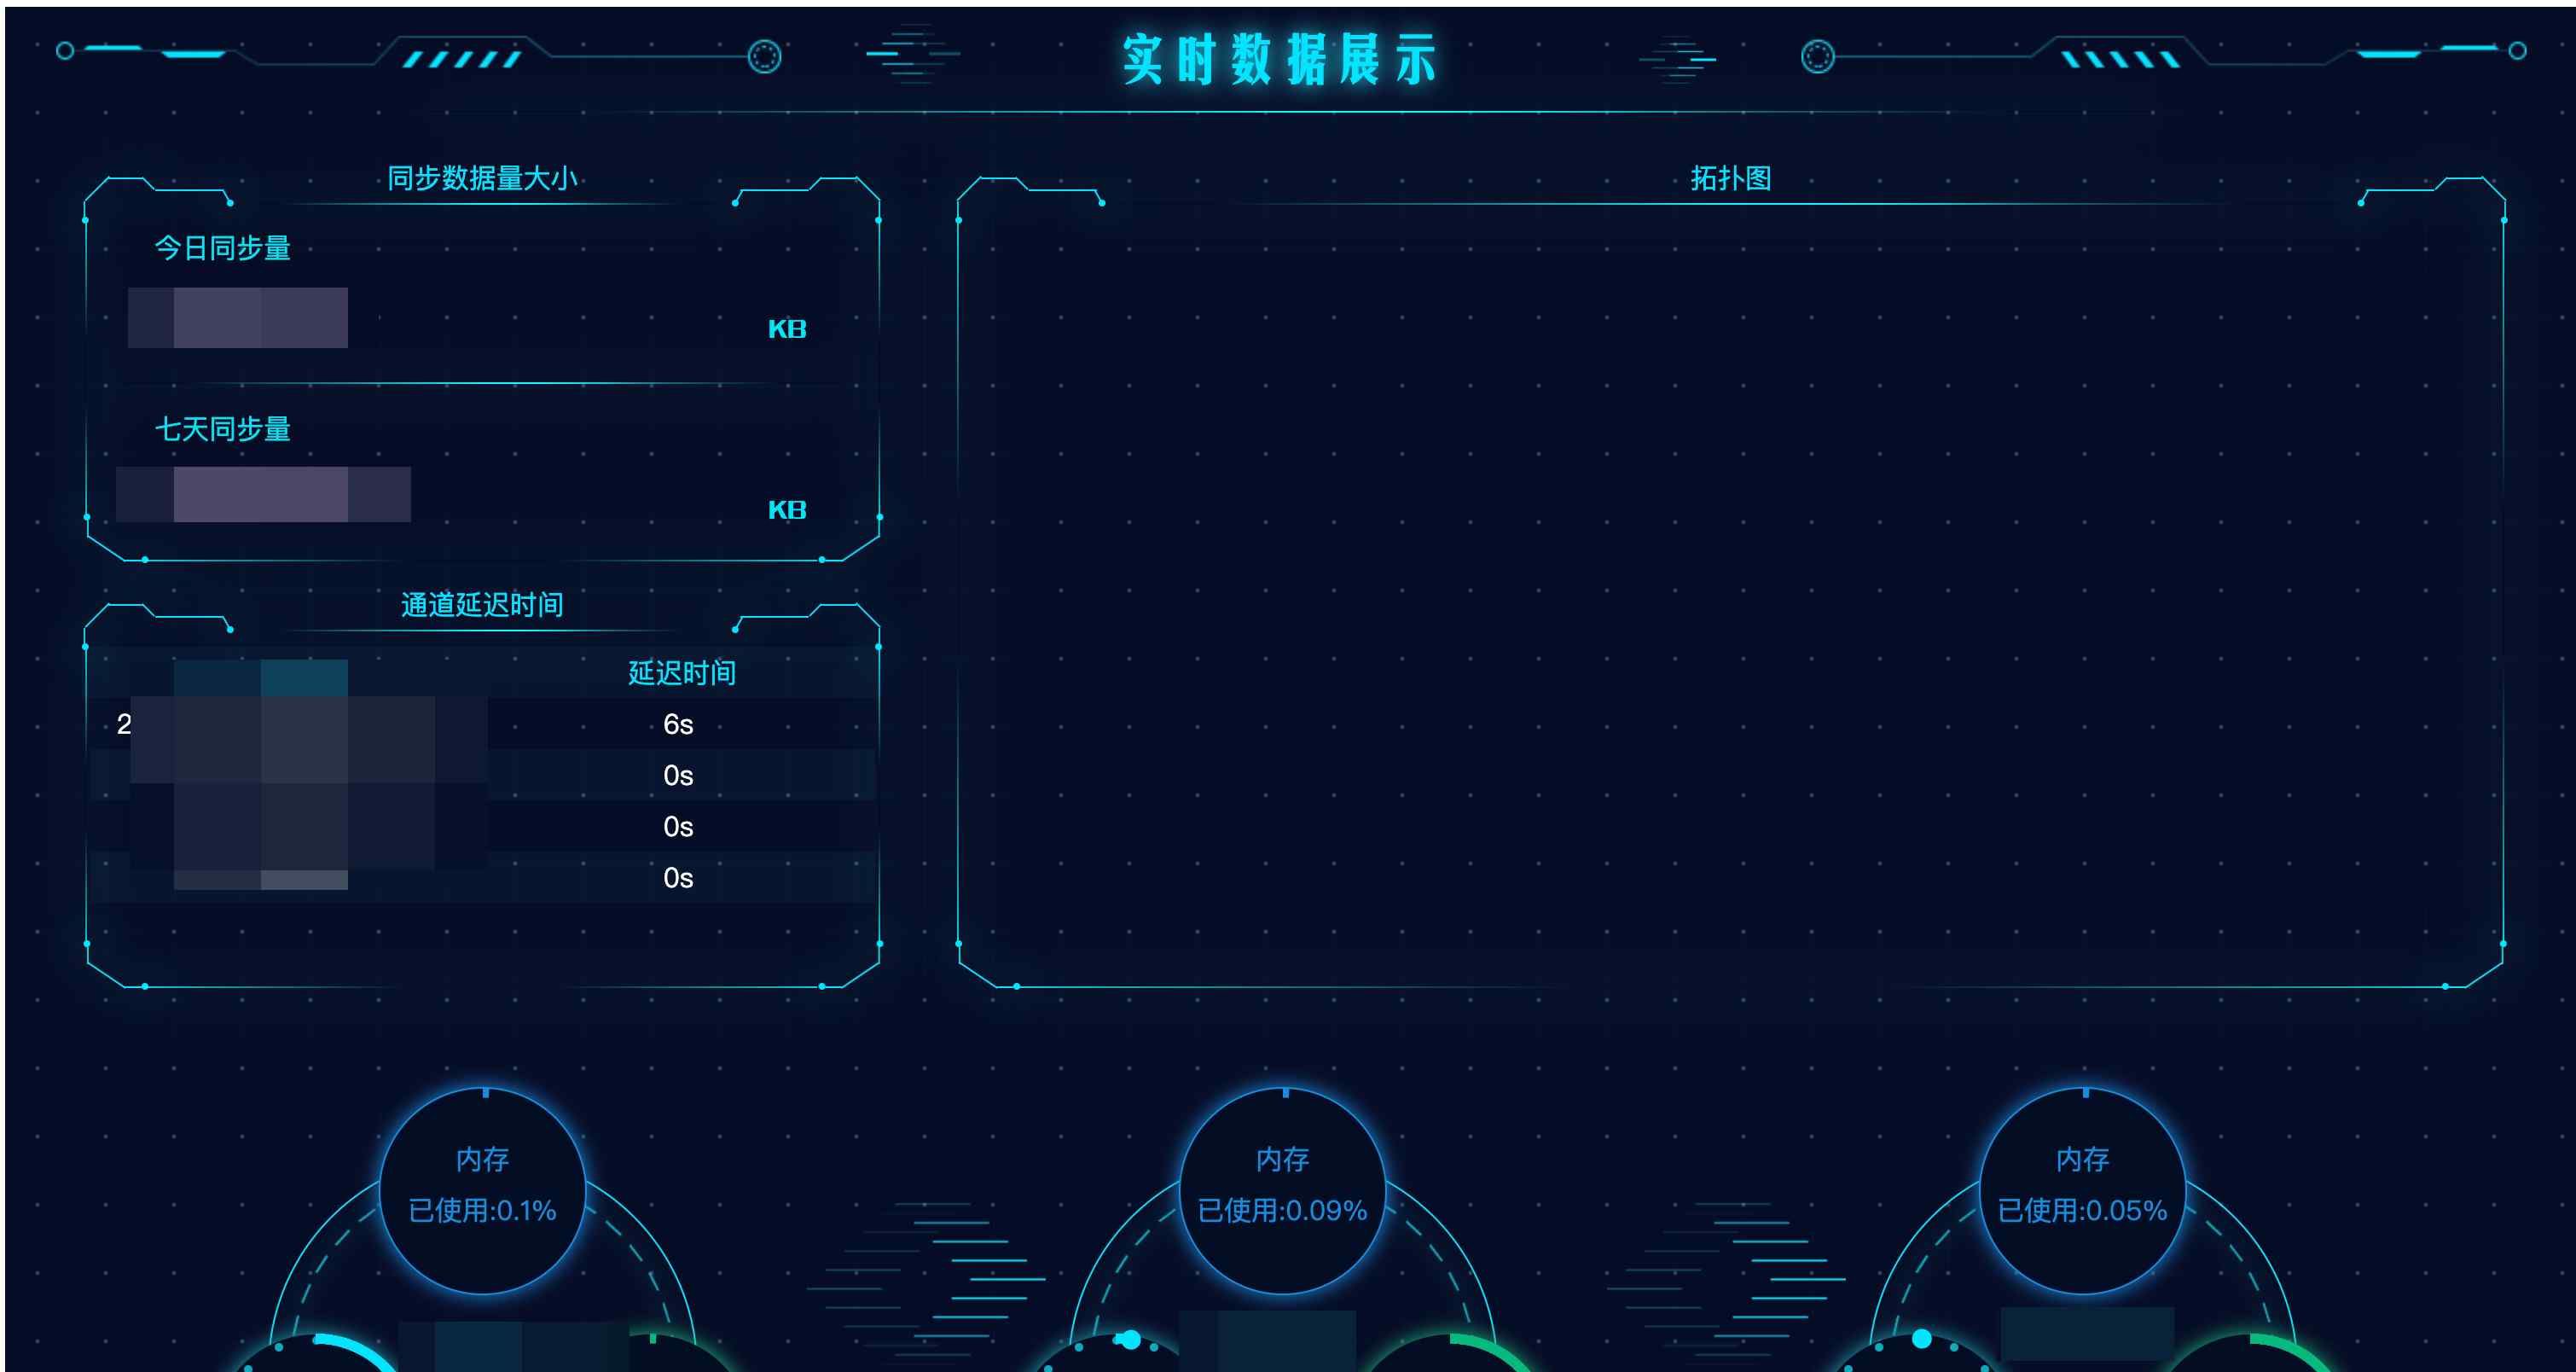 实时数据展示
同步数据量大小
拓扑图
今日同步量
KB
七天同步量
KB
通道延迟时间
延迟时间
2
6s
0s
0s
0s
内存
已使用:0.1%
内存
已使用:0.09%
内存
已使用:0.05%